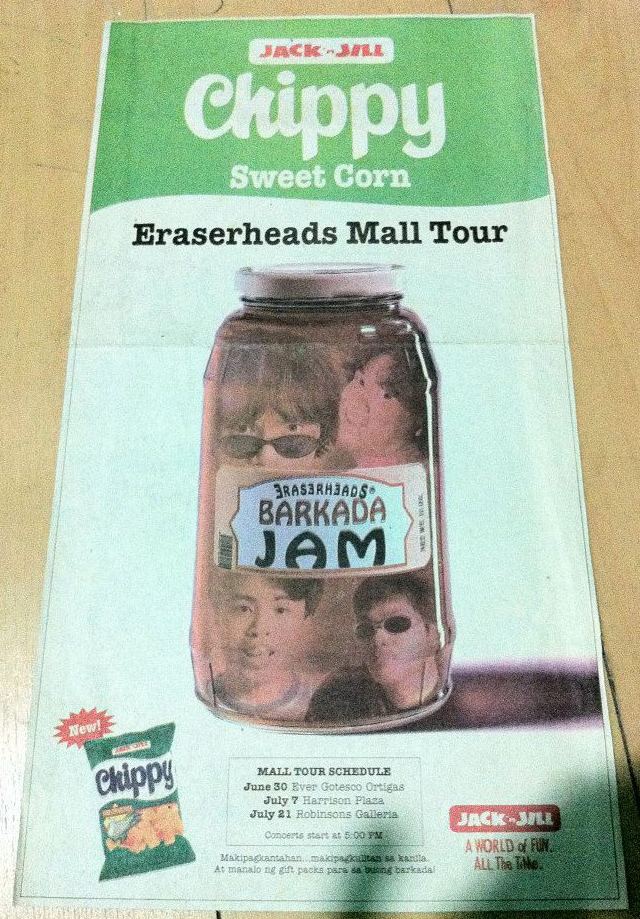 JACK n JILL
Chippy
Sweet Corn
Eraserheads Mall Tour
ERASERHEADS®
BARKADA
JAM
New!
JACK n JILL
Chippy
MALL TOUR SCHEDULE
June 30 Ever Gotesco Ortigas
July 7 Harrison Plaza
July 21 Robinsons Galleria
Concerts start at 5:00 PM
Makipagkantahan...makipagkulitan sa kanila.
At manalo ng gift packs para sa buong barkada!
JACK n JILL
A WORLD of FUN.
ALL The TiMe.